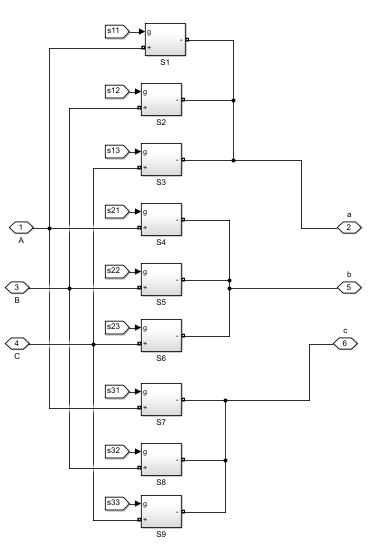 s11
g
+
-
S1
s12
g
+
-
S2
s13
g
+
-
S3
a
2
s21
g
+
-
S4
1
A
b
5
s22
g
+
-
S5
3
B
s23
g
+
-
S6
4
C
c
6
s31
g
+
-
S7
s32
g
+
-
S8
s33
g
+
-
S9